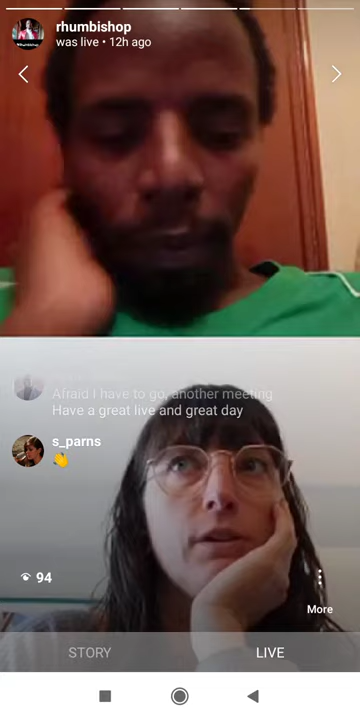 rhumbishop
was live • 12h ago
Afraid I have to go, another meeting
Have a great live and great day
s_parns
👏
94
More
STORY
LIVE